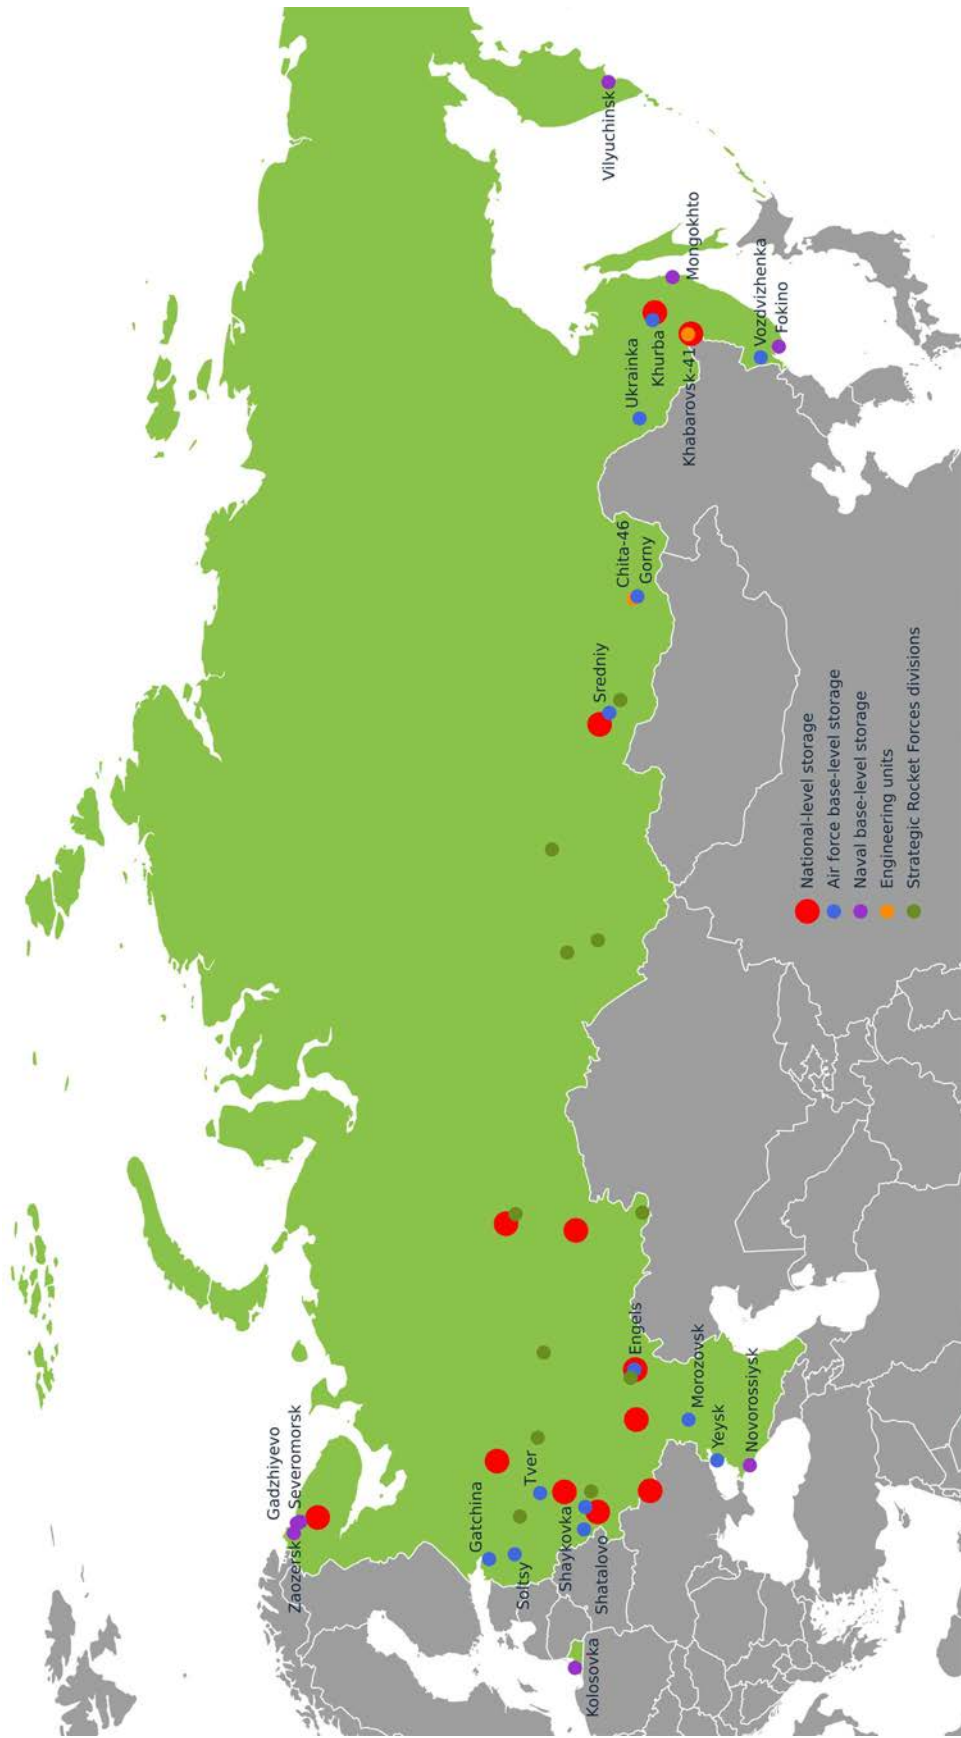 Gadzhiyevo
Severomorsk
Zaozersk
Gatchina
Soltsy
Tver
Shaykovka
Shatalovo
Kolosovka
Engels
Morozovsk
Yeysk
Novorossiysk
Sredniy
Chita-46
Gorny
Ukrainka
Khurba
Khabarovsk-41
Mongokhto
Vozdvizhenka
Fokino
Vilyuchinsk
National-level storage
Air force base-level storage
Naval base-level storage
Engineering units
Strategic Rocket Forces divisions